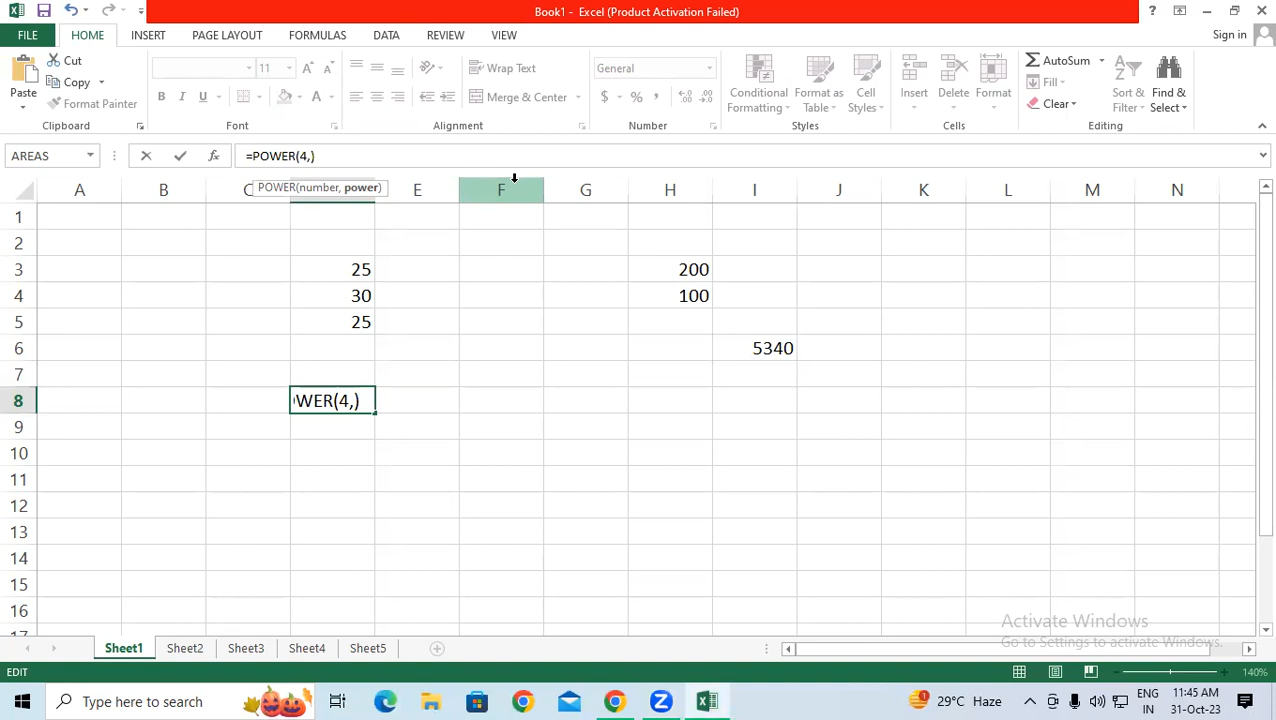 Book1 - Excel (Product Activation Failed)
?
FILE HOME INSERT PAGE LAYOUT FORMULAS DATA REVIEW VIEW Sign in
Paste
Cut
Copy
Format Painter
Clipboard
11
B I U
A A
A
Font
Wrap Text
Merge & Center
Alignment
General
$ % ,
Number
Conditional Formatting
Format as Table
Cell Styles
Styles
Insert Delete Format
Cells
AutoSum
Fill
Clear
Sort & Filter
Find & Select
Editing
AREAS fx =POWER(4,)
POWER(number, power)
A B C E F G H I J K L M N
1
2
3 25 200
4 30 100
5 25
6 5340
7
8 WER(4,)
9
10
11
12
13
14
15
16
17
Activate Windows
Go to Settings to activate Windows.
Sheet1 Sheet2 Sheet3 Sheet4 Sheet5
EDIT 140%
Type here to search
1 29°C Haze
ENG
IN
11:45 AM
31-Oct-23